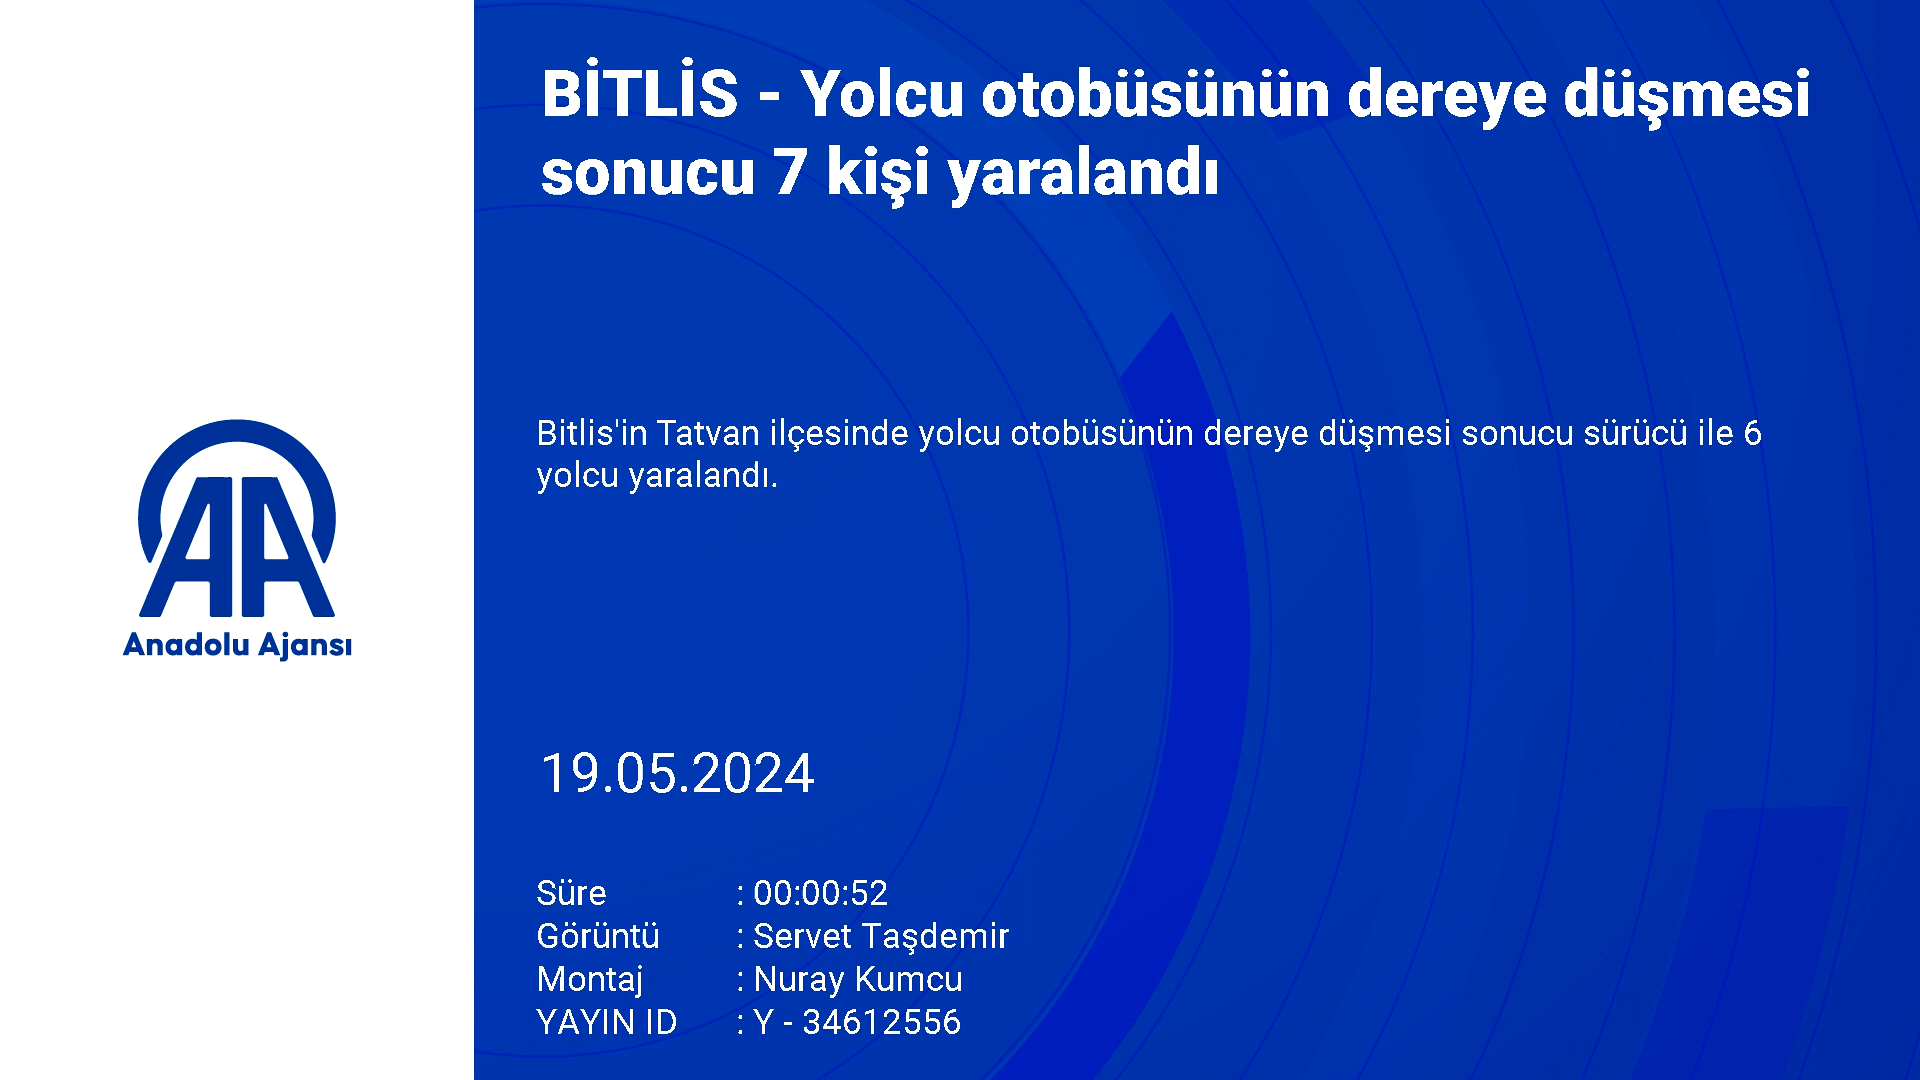 BİTLİS - Yolcu otobüsünün dereye düşmesi
sonucu 7 kişi yaralandı
Bitlis'in Tatvan ilçesinde yolcu otobüsünün dereye düşmesi sonucu sürücü ile 6
yolcu yaralandı.
AA
Anadolu Ajansı
19.05.2024
Süre : 00:00:52
Görüntü : Servet Taşdemir
Montaj : Nuray Kumcu
YAYIN ID : Y - 34612556